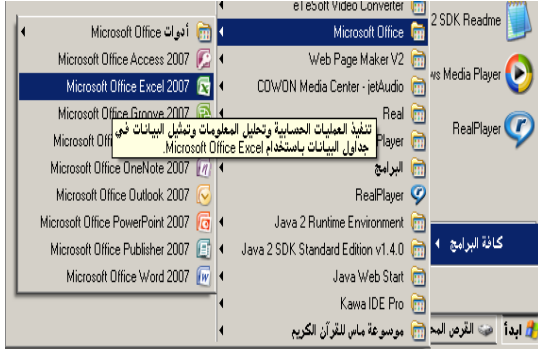 2 SDK Readme
ws Media Player
RealPlayer
كافة البرامج
ابدأ
القرص المح
eTeSoft Video Converter
Microsoft Office
Web Page Maker V2
COWON Media Center - jetAudio
Real
Player
البرامج
RealPlayer
Java 2 Runtime Environment
Java 2 SDK Standard Edition v1.4.0
Java Web Start
Kawa IDE Pro
موسوعة ماس للقرآن الكريم
أدوات Microsoft Office
Microsoft Office Access 2007
Microsoft Office Excel 2007
Microsoft Office Groove 2007
تنفيذ العمليات الحسابية وتحليل المعلومات وتمثيل البيانات في
جداول البيانات باستخدام Microsoft Office Excel.
Microsoft Offi
Microsoft Office OneNote 2007
Microsoft Office Outlook 2007
Microsoft Office PowerPoint 2007
Microsoft Office Publisher 2007
Microsoft Office Word 2007